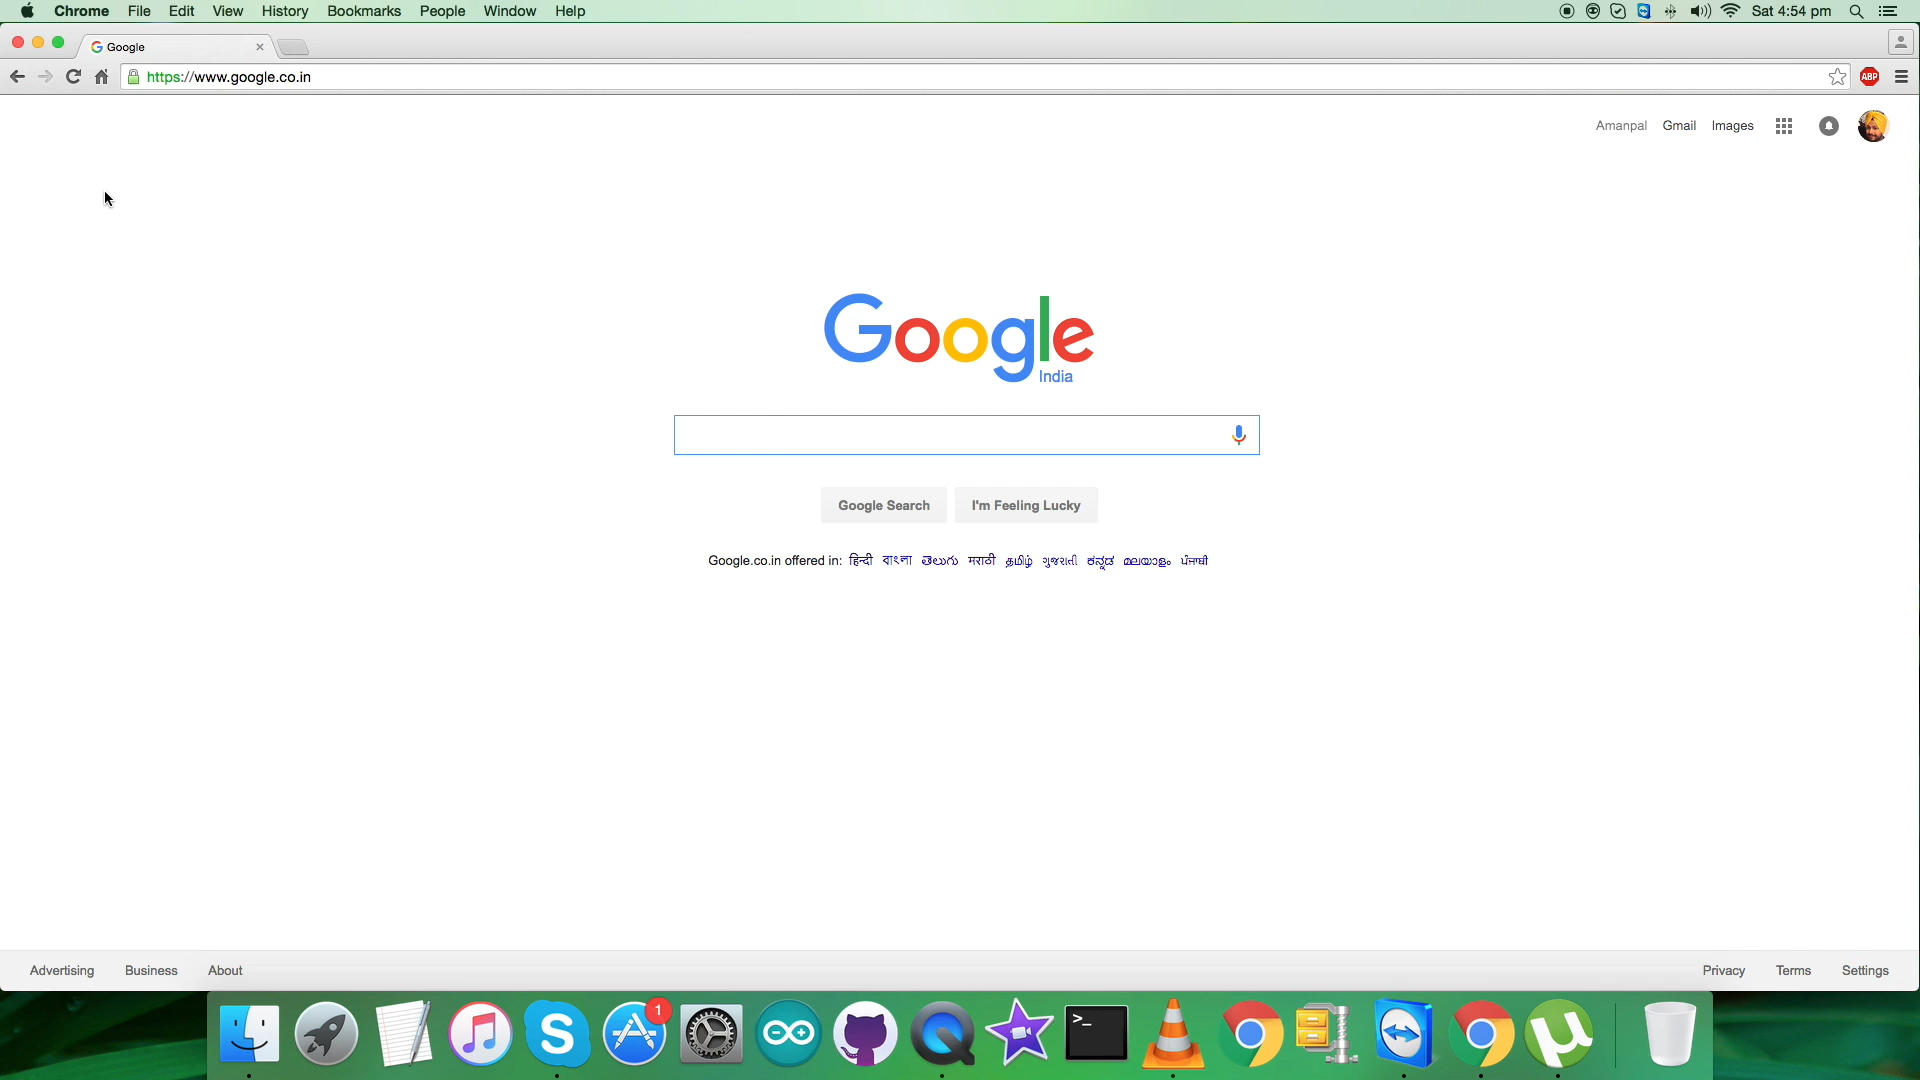 Chrome File Edit View History Bookmarks People Window Help Sat 4:54 pm
Google
https://www.google.co.in ABP
Amanpal Gmail Images
Google
India
Google Search I'm Feeling Lucky
Google.co.in offered in: हिन्दी বাংলা తెలుగు मराठी தமிழ் ગુજરાતી ಕನ್ನಡ മലയാളം ਪੰਜਾਬੀ
Advertising Business About Privacy Terms Settings
1
>_